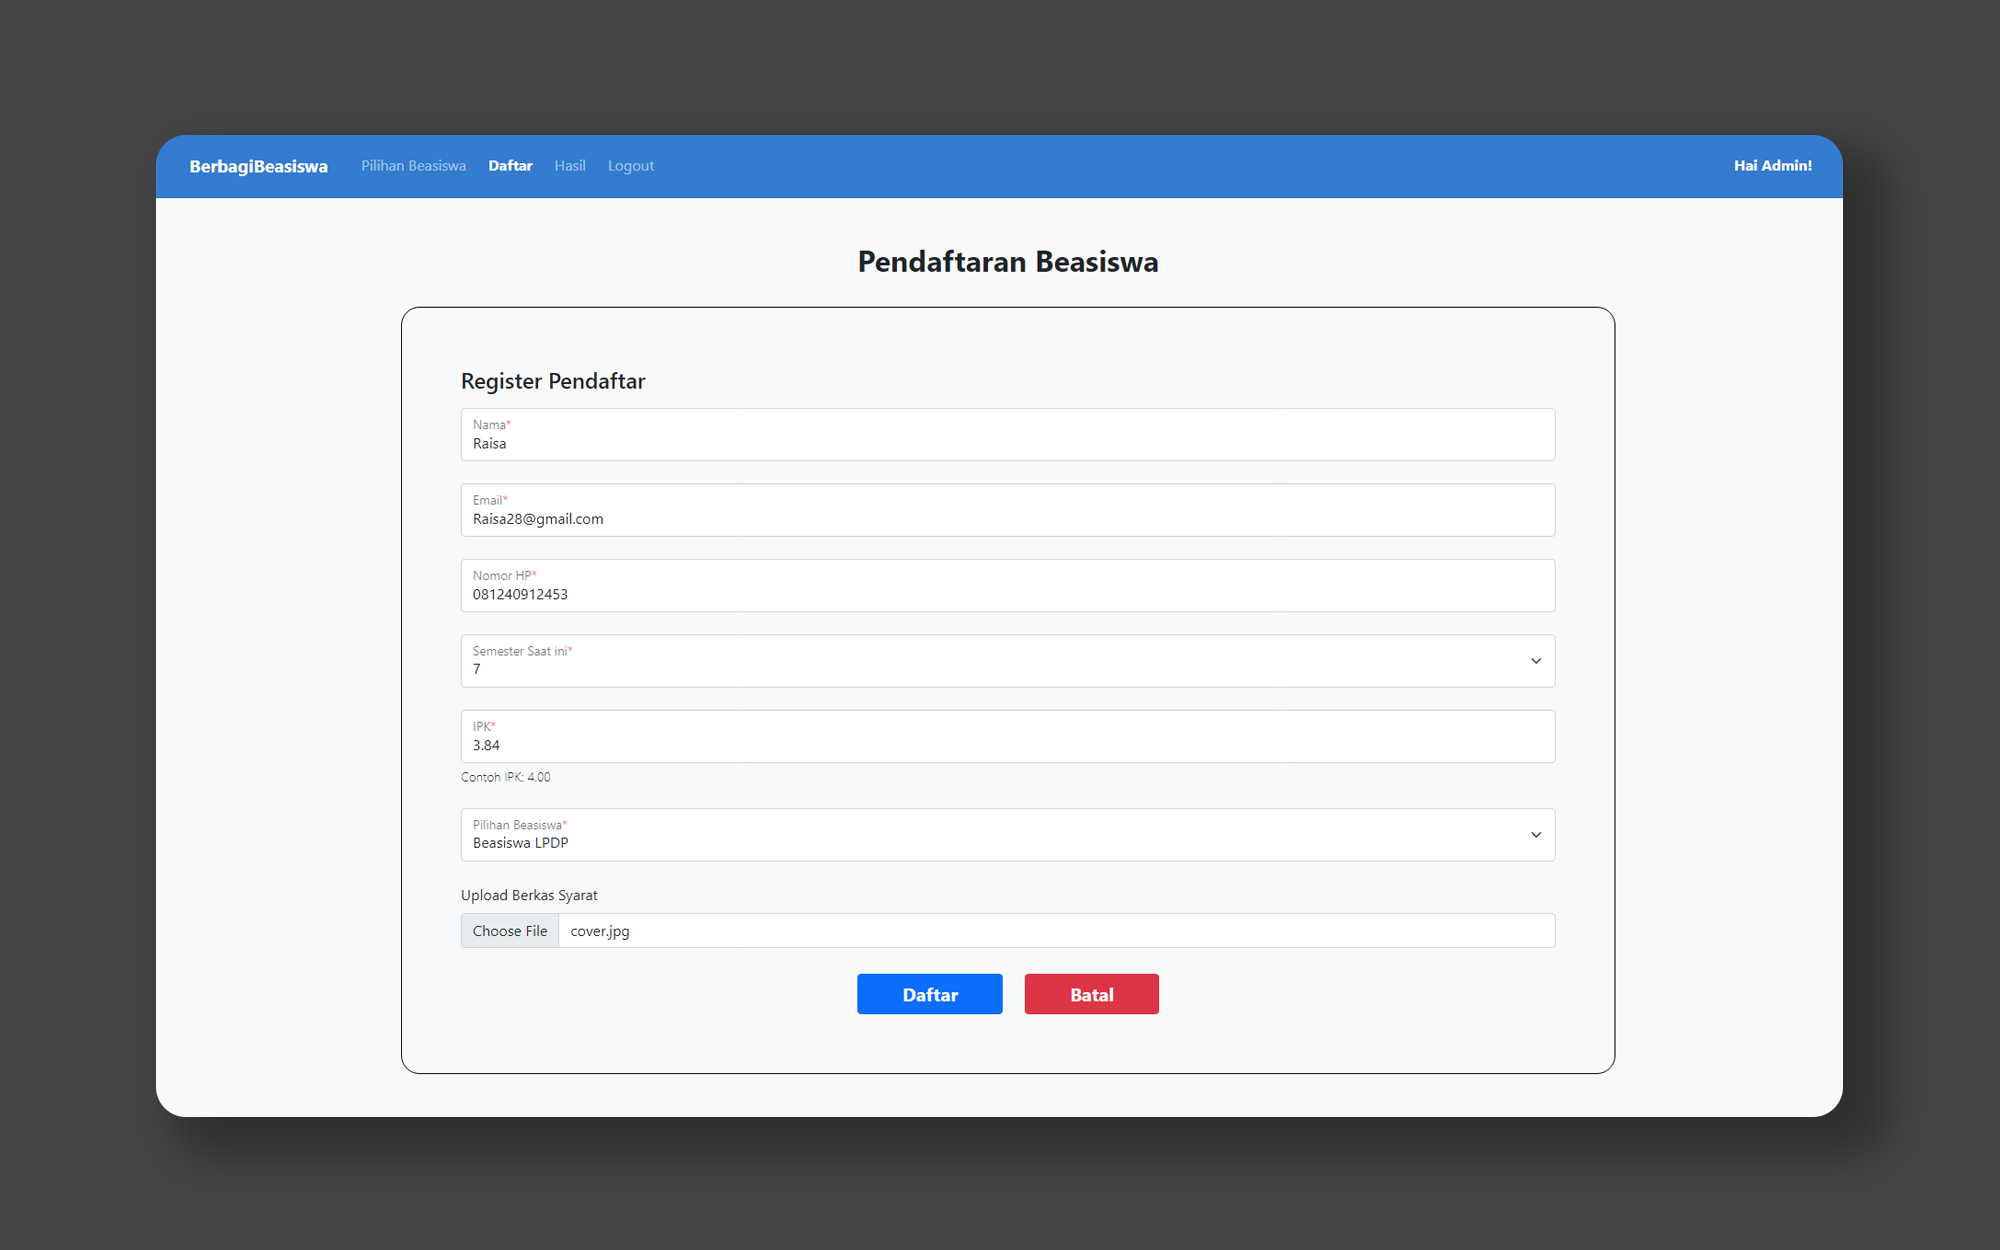 BerbagiBeasiswa Pilihan Beasiswa Daftar Hasil Logout Hai Admin!
Pendaftaran Beasiswa
Register Pendaftar
Nama*
Raisa
Email*
Raisa28@gmail.com
Nomor HP*
081240912453
Semester Saat ini*
7
IPK*
3.84
Contoh IPK: 4.00
Pilihan Beasiswa*
Beasiswa LPDP
Upload Berkas Syarat
Choose File cover.jpg
Daftar Batal